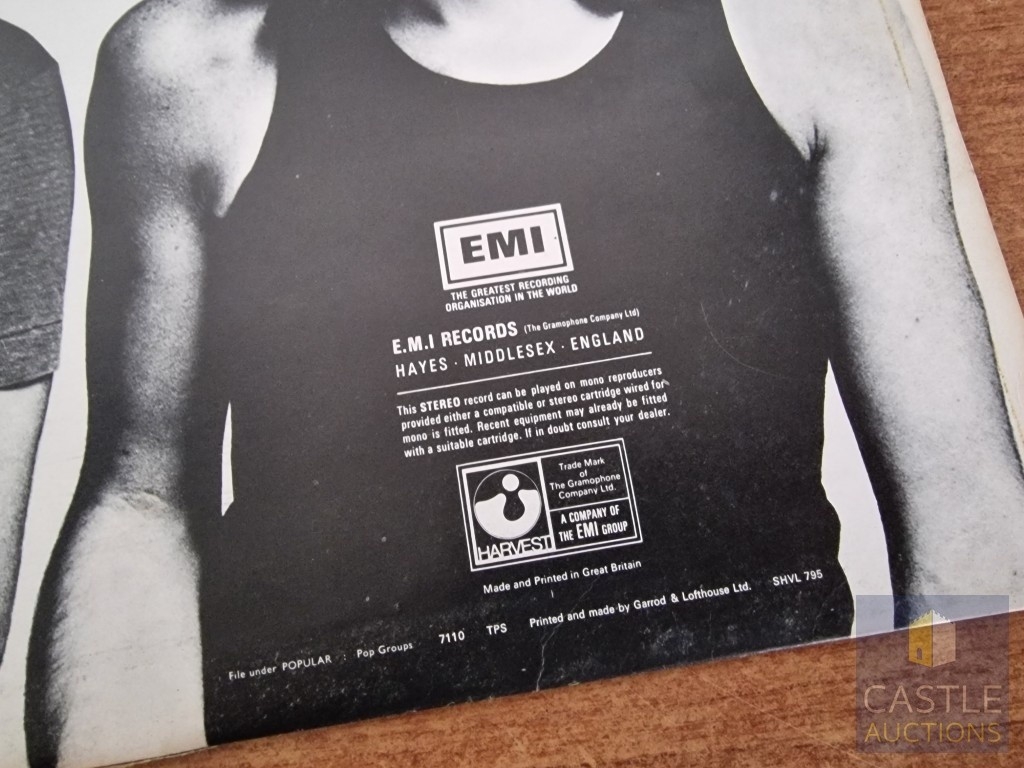 EMI
THE GREATEST RECORDING
ORGANISATION IN THE WORLD
E.M.I RECORDS (The Gramophone Company Ltd)
HAYES · MIDDLESEX · ENGLAND
This STEREO record can be played on mono reproducers
provided either a compatible or stereo cartridge wired for
mono is fitted. Recent equipment may already be fitted
with a suitable cartridge. If in doubt consult your dealer.
HARVEST
Trade Mark
of
The Gramophone
Company Ltd.
A COMPANY OF
THE EMI GROUP
Made and Printed in Great Britain
File under POPULAR : Pop Groups 7110 TPS Printed and made by Garrod & Lofthouse Ltd. SHVL 795
CASTLE
AUCTIONS